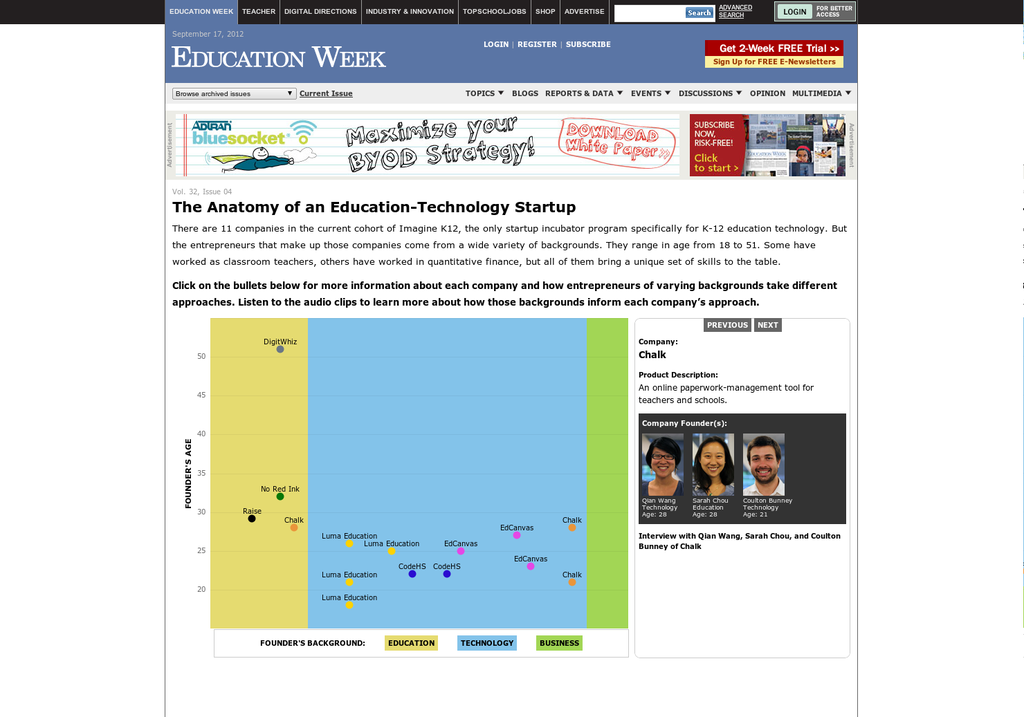 EDUCATION WEEK TEACHER DIGITAL DIRECTIONS INDUSTRY & INNOVATION TOPSCHOOLJOBS SHOP ADVERTISE Search ADVANCED SEARCH LOGIN FOR BETTER ACCESS
September 17, 2012
EDUCATION WEEK
LOGIN | REGISTER | SUBSCRIBE
Get 2-Week FREE Trial >>
Sign Up for FREE E-Newsletters
Browse archived issues Current Issue TOPICS BLOGS REPORTS & DATA EVENTS DISCUSSIONS OPINION MULTIMEDIA
Advertisement
ADTRAN
bluesocket
Maximize your
BYOD Strategy!
DOWNLOAD
White Paper>>
SUBSCRIBE
NOW,
RISK-FREE!
Click
to start >
Advertisement
Vol. 32, Issue 04
The Anatomy of an Education-Technology Startup
There are 11 companies in the current cohort of Imagine K12, the only startup incubator program specifically for K-12 education technology. But
the entrepreneurs that make up those companies come from a wide variety of backgrounds. They range in age from 18 to 51. Some have
worked as classroom teachers, others have worked in quantitative finance, but all of them bring a unique set of skills to the table.
Click on the bullets below for more information about each company and how entrepreneurs of varying backgrounds take different
approaches. Listen to the audio clips to learn more about how those backgrounds inform each company's approach.
FOUNDER'S AGE
50
45
40
35
30
25
20
DigitWhiz
No Red Ink
Raise
Chalk
Luma Education
Luma Education
EdCanvas
EdCanvas
Chalk
CodeHS
CodeHS
EdCanvas
Luma Education
Chalk
Luma Education
FOUNDER'S BACKGROUND: EDUCATION TECHNOLOGY BUSINESS
PREVIOUS NEXT
Company:
Chalk
Product Description:
An online paperwork-management tool for
teachers and schools.
Company Founder(s):
Qian Wang
Technology
Age: 28
Sarah Chou
Education
Age: 28
Coulton Bunney
Technology
Age: 21
Interview with Qian Wang, Sarah Chou, and Coulton
Bunney of Chalk